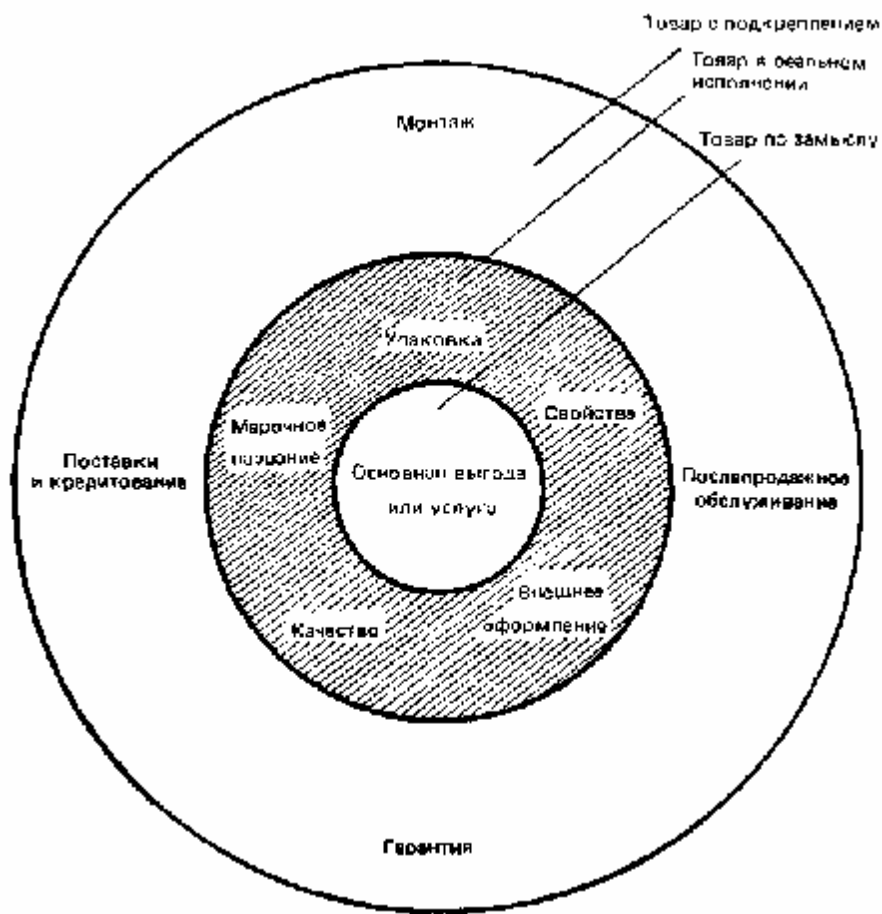 Товар с подкреплением
Товар в реальном
исполнении
Товар по замыслу
Монтаж
Упаковка
Свойства
Марочное
название
Основная выгода
или услуга
Поставки
и кредитование
Послепродажное
обслуживание
Внешнее
оформление
Качество
Гарантия